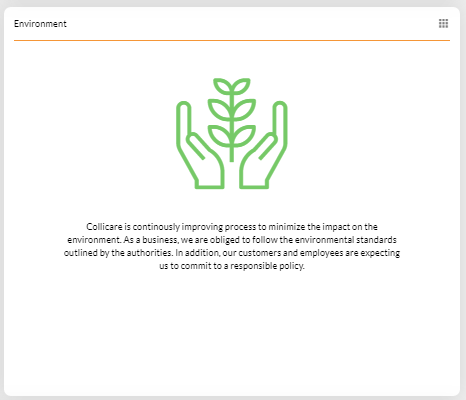 Environment
Collicare is continously improving process to minimize the impact on the
environment. As a business, we are obliged to follow the environmental standards
outlined by the authorities. In addition, our customers and employees are expecting
us to commit to a responsible policy.